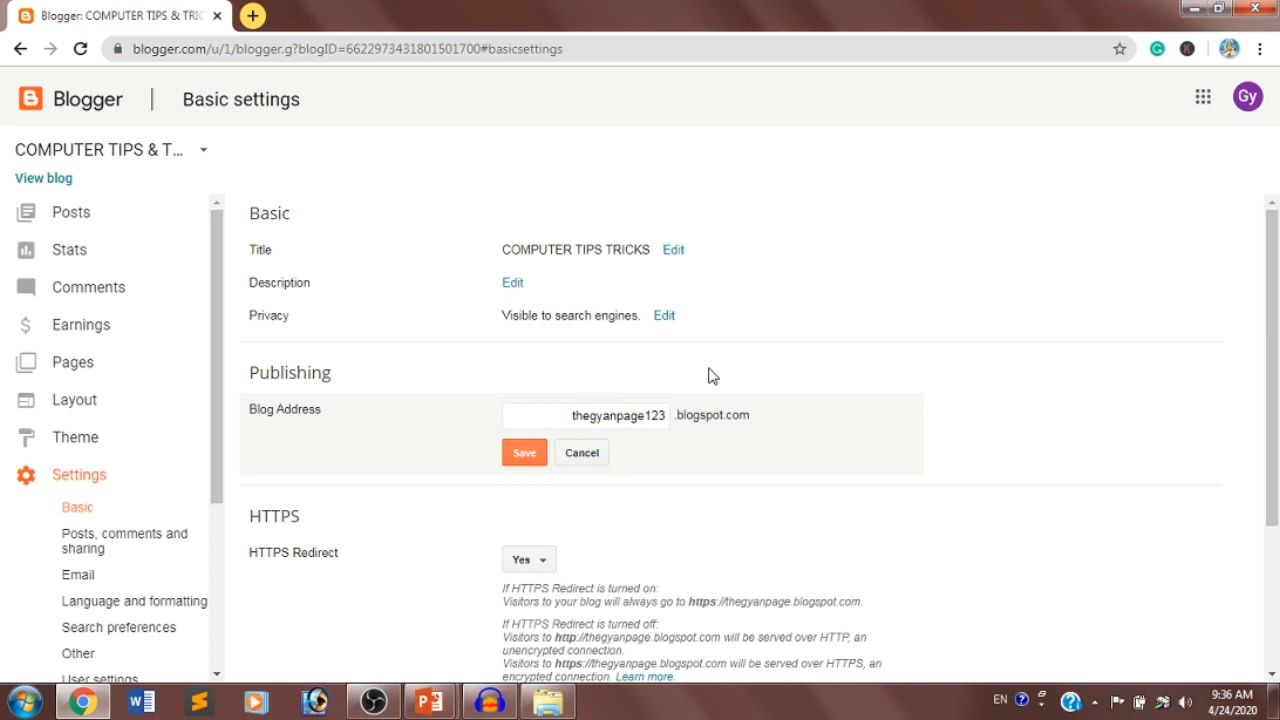 Blogger: COMPUTER TIPS & TRIC
blogger.com/u/1/blogger.g?blogID=6622973431801501700#basicsettings
Blogger
Basic settings
Gy
COMPUTER TIPS & T...
View blog
Posts
Stats
Comments
Earnings
Pages
Layout
Theme
Settings
Basic
Posts, comments and
sharing
Email
Language and formatting
Search preferences
Other
User settings
Basic
Title COMPUTER TIPS TRICKS Edit
Description Edit
Privacy Visible to search engines. Edit
Publishing
Blog Address thegyanpage123 .blogspot.com
Save Cancel
HTTPS
HTTPS Redirect Yes
If HTTPS Redirect is turned on:
Visitors to your blog will always go to https://thegyanpage.blogspot.com.
If HTTPS Redirect is turned off:
Visitors to http://thegyanpage.blogspot.com will be served over HTTP, an
unencrypted connection.
Visitors to https://thegyanpage.blogspot.com will be served over HTTPS, an
encrypted connection. Learn more.
EN
9:36 AM
4/24/2020